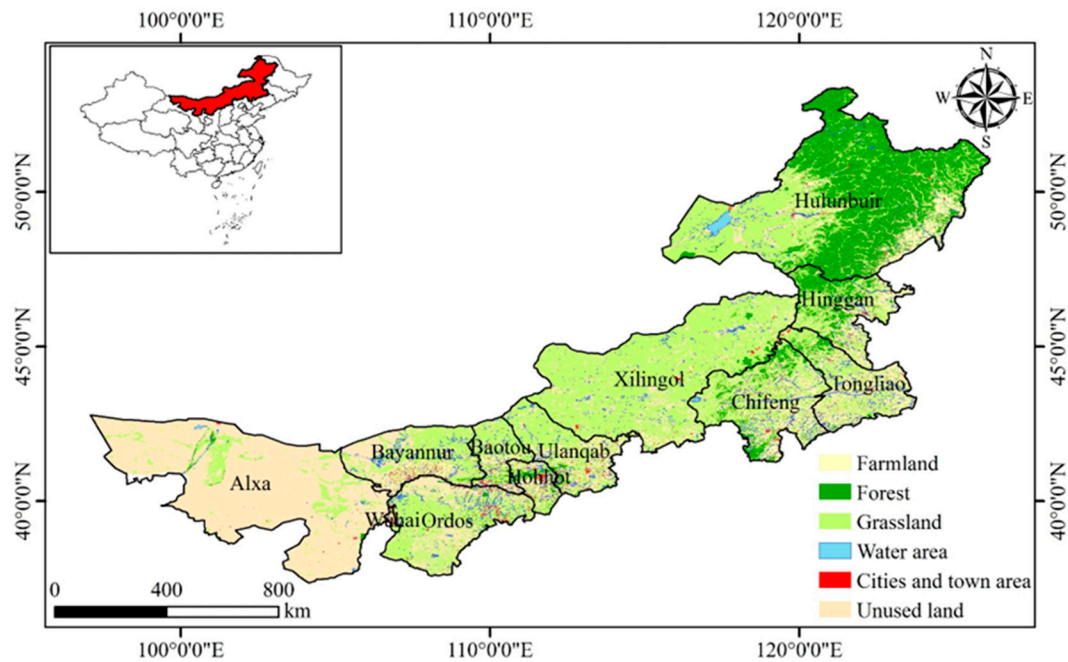 100°0'0"E
110°0'0"E
120°0'0"E
N
W
E
S
50°0'0"N
50°0'0"N
Hulunbuir
Hinggan
45°0'0"N
45°0'0"N
Xilingol
Tongliao
Chifeng
Bayannur
Baotou
Ulanqab
Hohhot
Alxa
Wuhai
Ordos
40°0'0"N
40°0'0"N
Farmland
Forest
Grassland
Water area
Cities and town area
Unused land
0
400
800
km
100°0'0"E
110°0'0"E
120°0'0"E